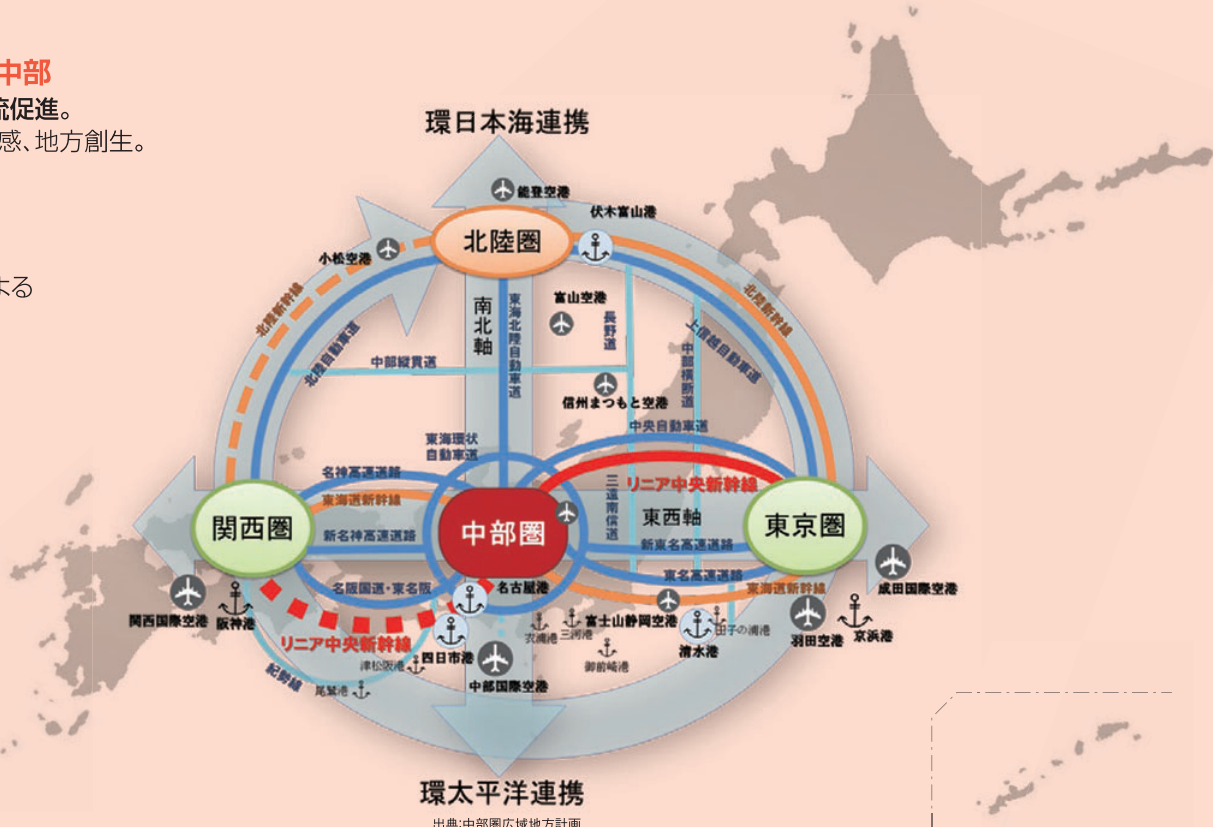 中部
流促進。
感、地方創生。
よる
環日本海連携
能登空港
伏木富山港
北陸圏
小松空港
北陸新幹線
北陸自動車道
南北軸
東海北陸自動車道
富山空港
長野道
中部横断道
上信越自動車道
北陸新幹線
中部縦貫道
信州まつもと空港
中央自動車道
東海環状
自動車道
名神高速道路
東海道新幹線
新名神高速道路
名阪国道・東名阪
関西圏
中部圏
東京圏
リニア中央新幹線
三遠南信道
東西軸
新東名高速道路
東名高速道路
東海道新幹線
成田国際空港
関西国際空港
阪神港
名古屋港
リニア中央新幹線
四日市港
津松阪港
尾鷲港
紀勢線
中部国際空港
衣浦港
三河港
富士山静岡空港
御前崎港
清水港
田子の浦港
羽田空港
京浜港
環太平洋連携
出典:中部圏広域地方計画